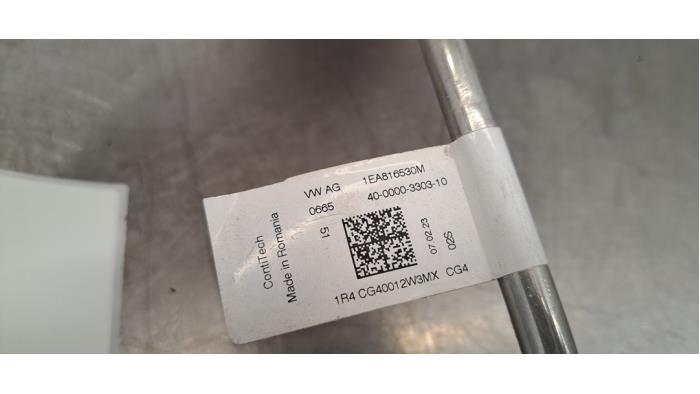 VW AG 1EA816530M
0665 40-0000-3303-10
51
ContiTech
Made in Romania
07.02.23
02S
1R4 CG40012W3MX CG4